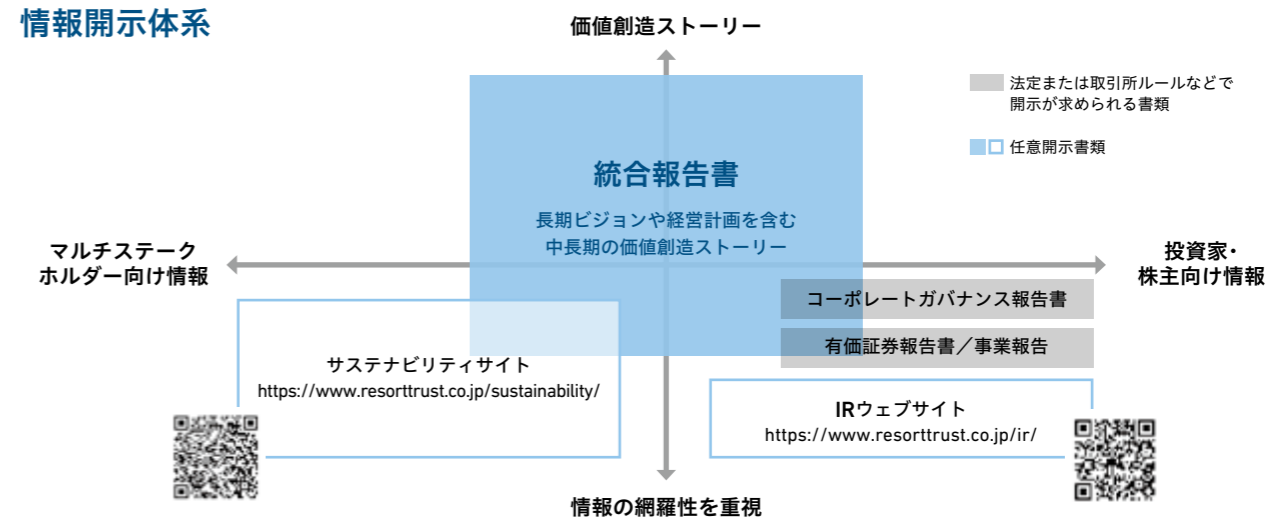 情報開示体系
価値創造ストーリー
法定または取引所ルールなどで
開示が求められる書類
任意開示書類
統合報告書
長期ビジョンや経営計画を含む
中長期の価値創造ストーリー
マルチステーク
ホルダー向け情報
投資家・
株主向け情報
コーポレートガバナンス報告書
有価証券報告書／事業報告
サステナビリティサイト
https://www.resorttrust.co.jp/sustainability/
IRウェブサイト
https://www.resorttrust.co.jp/ir/
情報の網羅性を重視